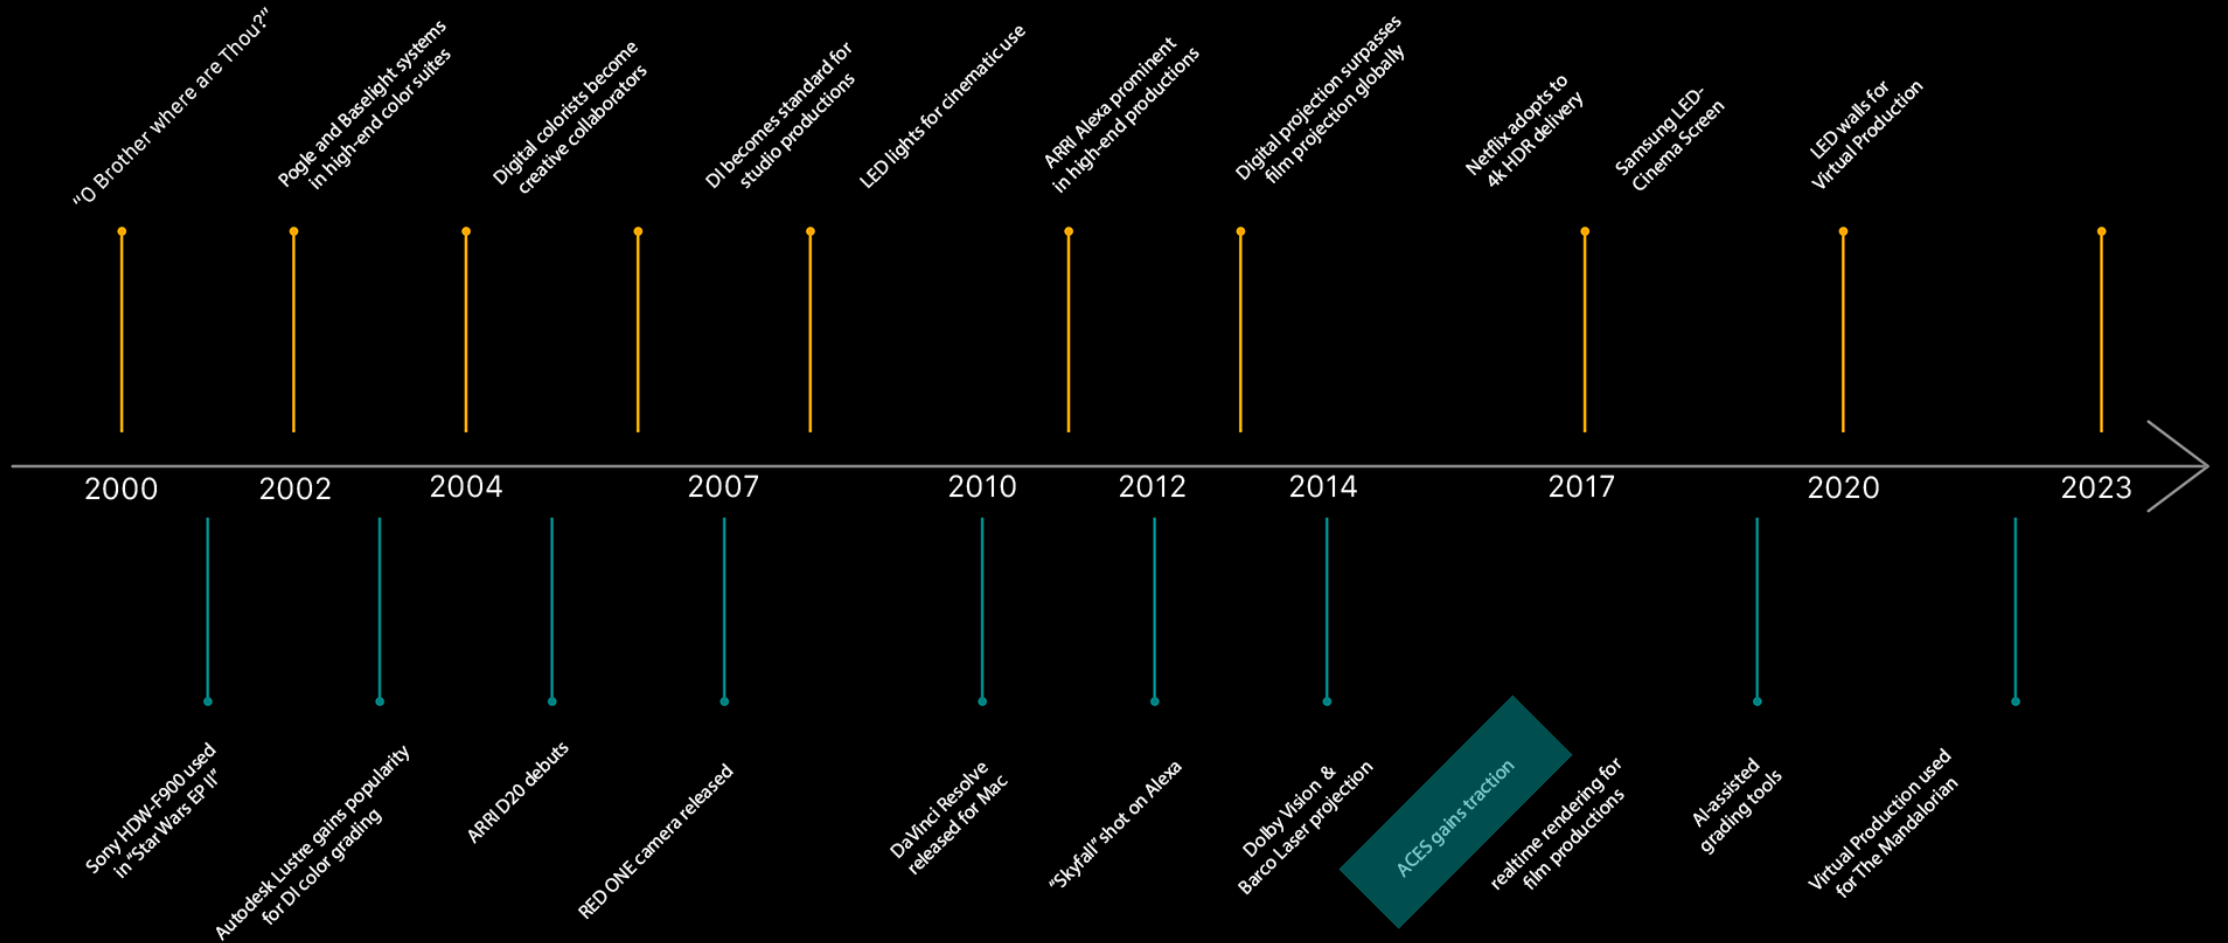 “O Brother where are Thou?”
Pogle and Baselight systems
in high-end color suites
Digital colorists become
creative collaborators
DI becomes standard for
studio productions
LED lights for cinematic use
ARRI Alexa prominent
in high-end productions
Digital projection surpasses
film projection globally
Netflix adopts to
4k HDR delivery
Samsung LED-
Cinema Screen
LED walls for
Virtual Production
2000
2002
2004
2007
2010
2012
2014
2017
2020
2023
Sony HDW-F900 used
in “Star Wars EP II”
Autodesk Lustre gains popularity
for DI color grading
ARRI D20 debuts
RED ONE camera released
DaVinci Resolve
released for Mac
“Skyfall” shot on Alexa
Dolby Vision &
Barco Laser projection
ACES gains traction
realtime rendering for
film productions
AI-assisted
grading tools
Virtual Production used
for The Mandalorian